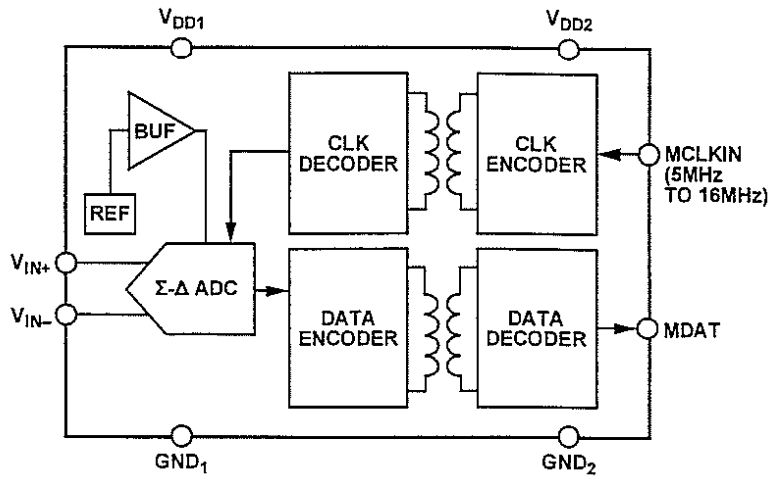 VDD1
VDD2
BUF
REF
CLK
DECODER
CLK
ENCODER
MCLKIN
(5MHz
TO 16MHz)
VIN+
VIN–
Σ-Δ ADC
DATA
ENCODER
DATA
DECODER
MDAT
GND1
GND2